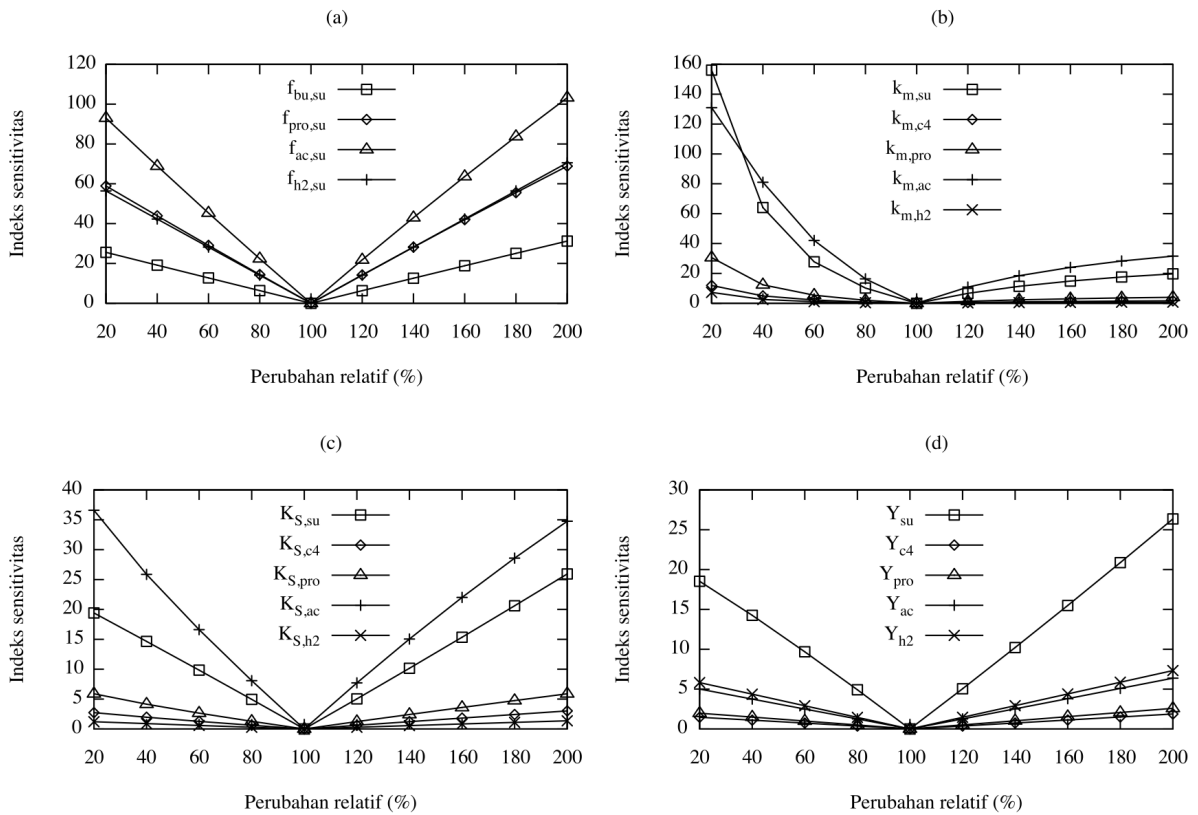 (a)
Indeks sensitivitas
120
100
80
60
40
20
0
f_bu,su
f_pro,su
f_ac,su
f_h2,su
20 40 60 80 100 120 140 160 180 200
Perubahan relatif (%)
(b)
Indeks sensitivitas
160
140
120
100
80
60
40
20
0
k_m,su
k_m,c4
k_m,pro
k_m,ac
k_m,h2
20 40 60 80 100 120 140 160 180 200
Perubahan relatif (%)
(c)
Indeks sensitivitas
40
35
30
25
20
15
10
5
0
K_S,su
K_S,c4
K_S,pro
K_S,ac
K_S,h2
20 40 60 80 100 120 140 160 180 200
Perubahan relatif (%)
(d)
Indeks sensitivitas
30
25
20
15
10
5
0
Y_su
Y_c4
Y_pro
Y_ac
Y_h2
20 40 60 80 100 120 140 160 180 200
Perubahan relatif (%)